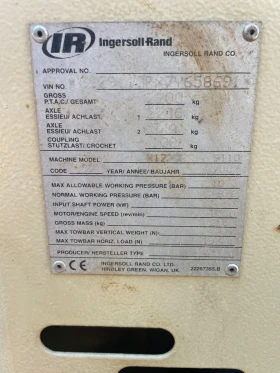 IR Ingersoll-Rand
INGERSOLL RAND CO.
APPROVAL NO.
VIN NO.
GROSS
P.T.A.C./ GESAMT kg
AXLE
ESSIEU/ ACHLAST. 1 kg
AXLE
ESSIEU/ ACHLAST 2 kg
COUPLING
STUTZLAST/ CROCHET kg
MACHINE MODEL
CODE YEAR/ ANNEE/ BAUJAHR
MAX ALLOWABLE WORKING PRESSURE (BAR)
NORMAL WORKING PRESSURE (BAR)
INPUT SHAFT POWER (kW)
MOTOR/ENGINE SPEED (rev/min)
GROSS MASS (kg)
MAX TOWBAR VERTICAL WEIGHT (N)
MAX TOWBAR HORIZ. LOAD (N)
PRODUCER/ HERSTELLER TYPE
CE INGERSOLL RAND CO LTD.
HINDLEY GREEN, WIGAN, UK.